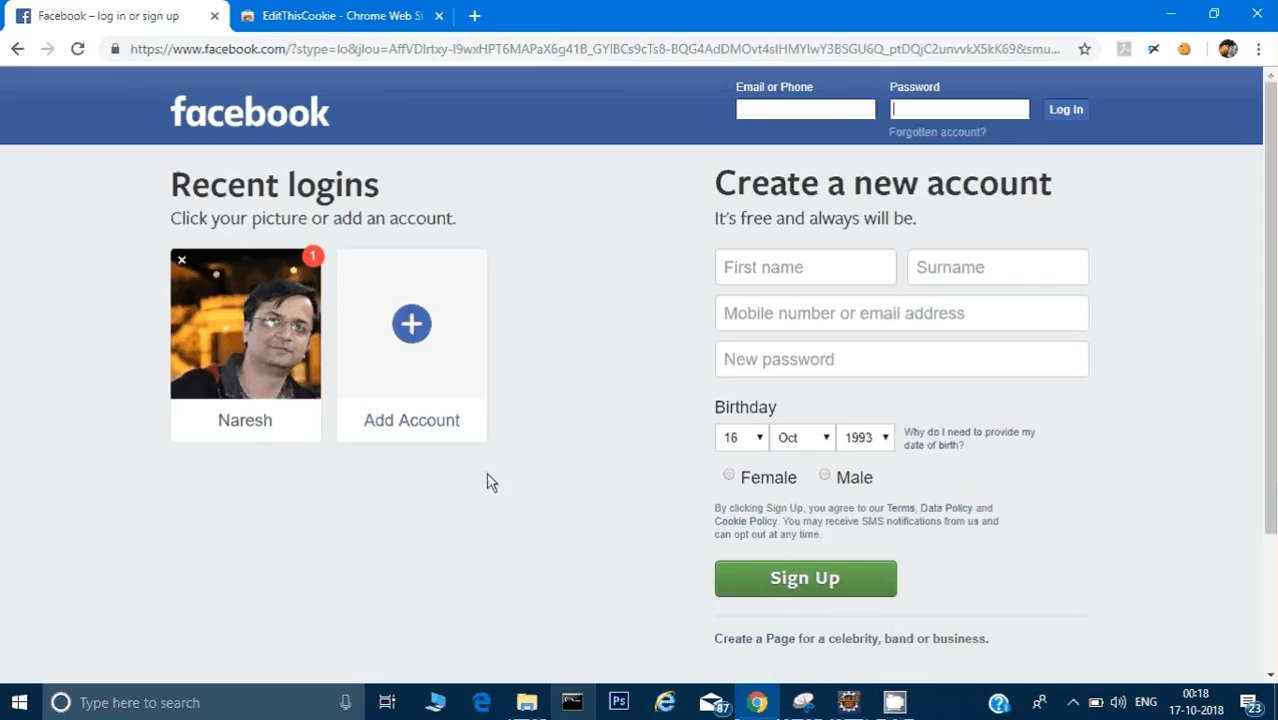 Facebook – log in or sign up
EditThisCookie - Chrome Web St
https://www.facebook.com/?stype=lo&jlou=AffVDlrtxy-I9wxHPT6MAPaX6g41B_GYIBCs9cTs8-BQG4AdDMOvt4sIHMYlwY3BSGU6Q_ptDQjC2unvvkX5kK69&smu...
facebook
Email or Phone
Password
Log In
Forgotten account?
Recent logins
Click your picture or add an account.
1
Naresh
Add Account
Create a new account
It's free and always will be.
First name
Surname
Mobile number or email address
New password
Birthday
16
Oct
1993
Why do I need to provide my
date of birth?
Female
Male
By clicking Sign Up, you agree to our Terms, Data Policy and
Cookie Policy. You may receive SMS notifications from us and
can opt out at any time.
Sign Up
Create a Page for a celebrity, band or business.
Type here to search
Ps
87
ENG
00:18
17-10-2018
23